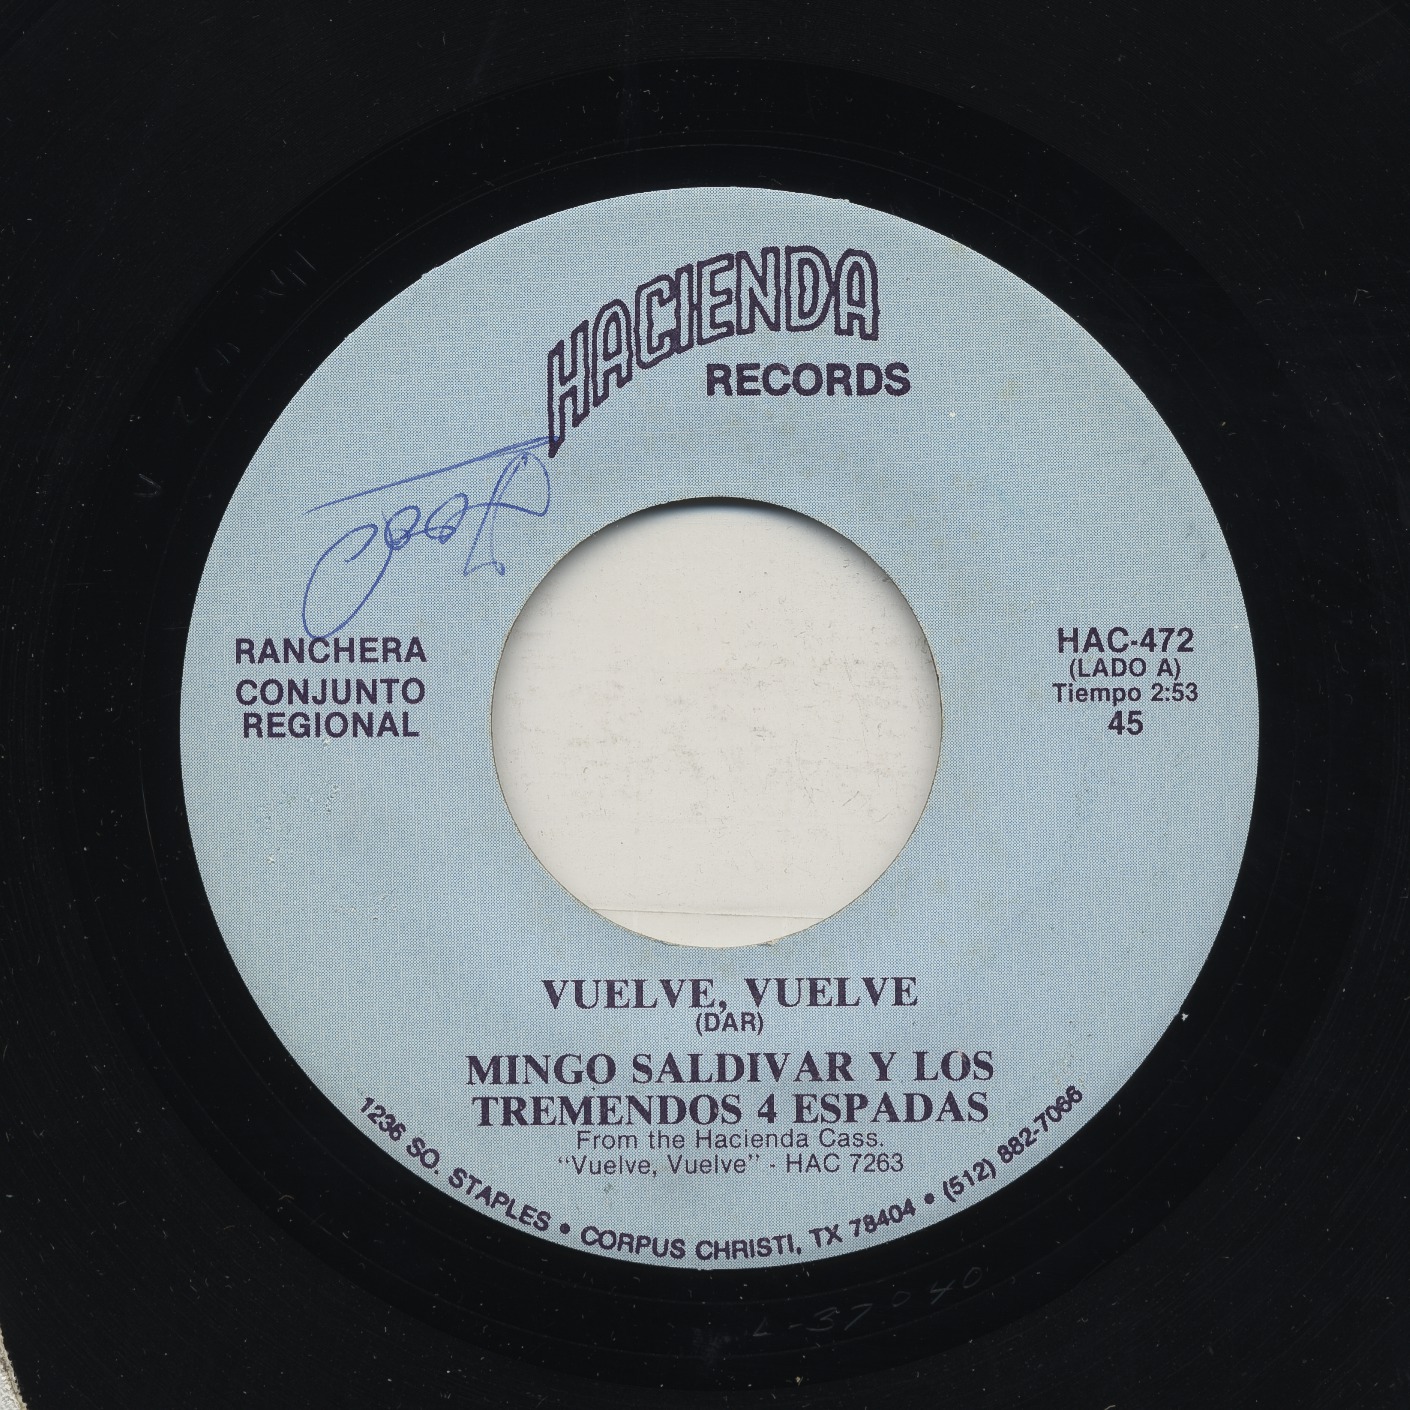 HACIENDA
RECORDS
RANCHERA
CONJUNTO
REGIONAL
HAC-472
(LADO A)
Tiempo 2:53
45
VUELVE, VUELVE
(DAR)
MINGO SALDIVAR Y LOS
TREMENDOS 4 ESPADAS
From the Hacienda Cass.
"Vuelve, Vuelve" - HAC 7263
1236 SO. STAPLES • CORPUS CHRISTI, TX 78404 • (512) 882-7066
L-37040